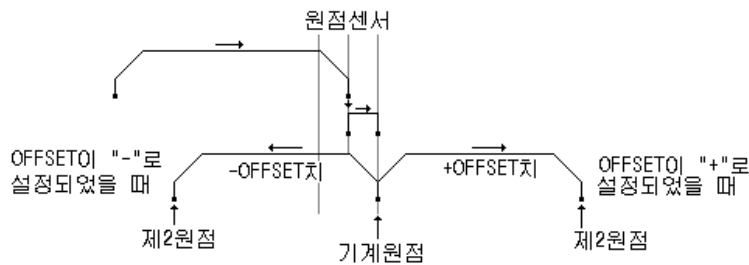 원점센서
OFFSET이 "-"로
설정되었을 때
-OFFSET치
+OFFSET치
OFFSET이 "+"로
설정되었을 때
제2원점
기계원점
제2원점